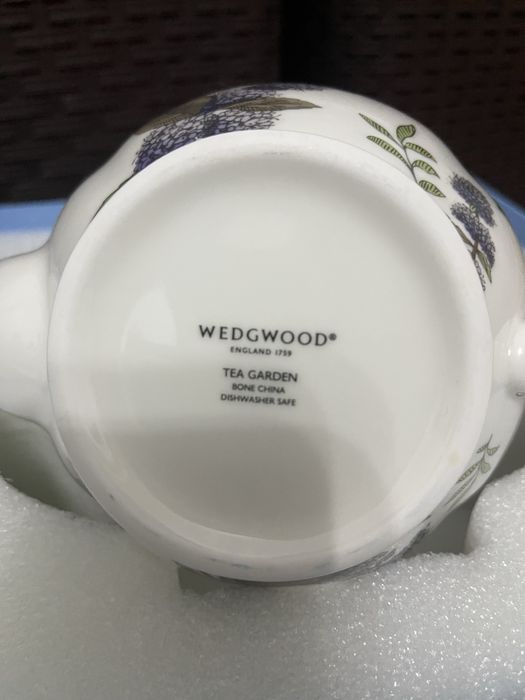 WEDGWOOD®
ENGLAND 1759
TEA GARDEN
BONE CHINA
DISHWASHER SAFE